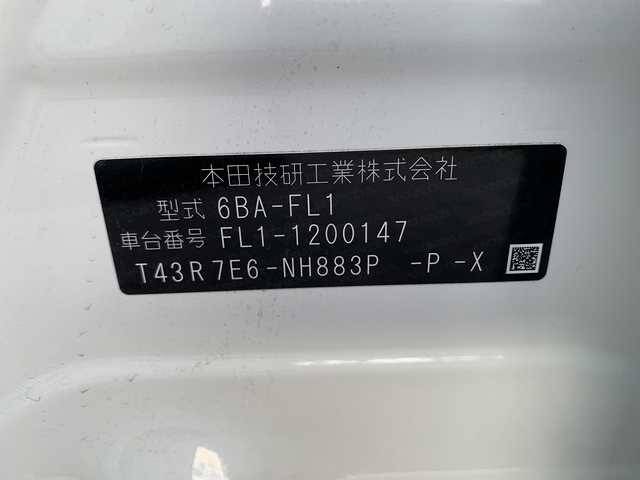 本田技研工業株式会社
型式 6BA-FL1
車台番号 FL1-1200147
T43R7E6-NH883P -P-X